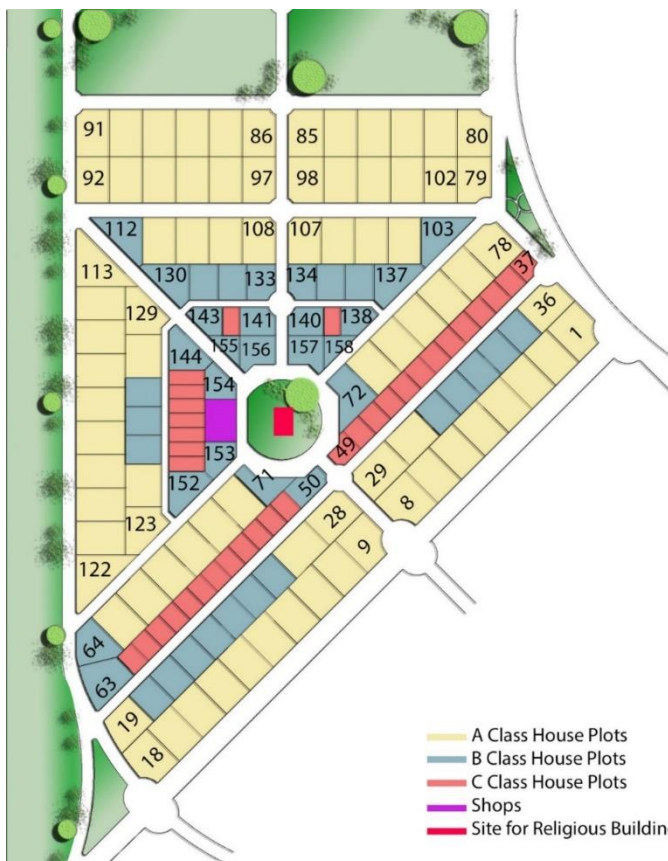 91 86 85 80
92 97 98 102 79
112 108 107 103
78
113 130 133 134 137 37
36
129 143 141 140 138 1
155 156 157 158
144
154
72
153 49
152 71 50 29
123 28 8
122 9
64
63
19
18
A Class House Plots
B Class House Plots
C Class House Plots
Shops
Site for Religious Buildin